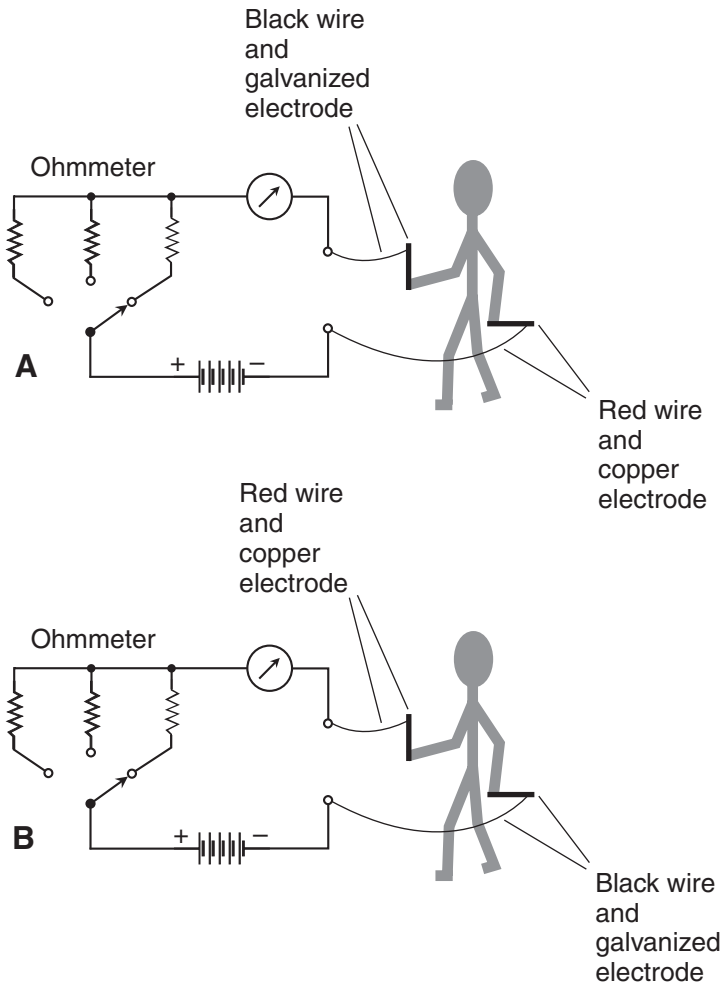 Black wire
and
galvanized
electrode
Ohmmeter
+
−
A
Red wire
and
copper
electrode
Red wire
and
copper
electrode
Ohmmeter
+
−
B
Black wire
and
galvanized
electrode